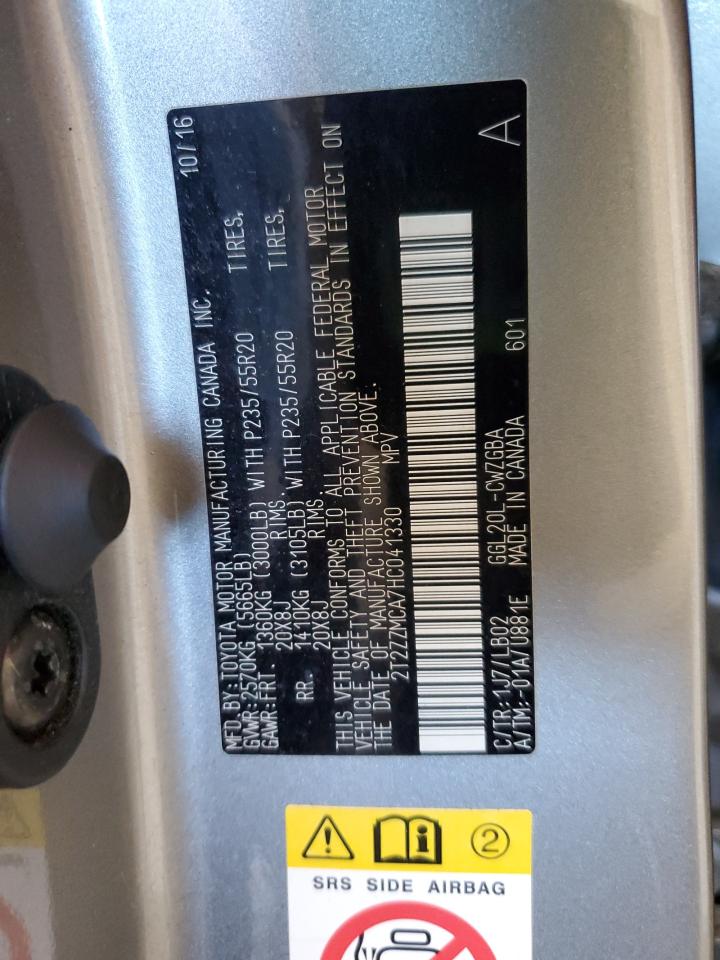 MFD. BY:TOYOTA MOTOR MANUFACTURING CANADA INC. 10/16
GVWR:2570KG (5665LB)
GAWR:FRT. 1360KG (3000LB) WITH P235/55R20 TIRES,
20X8J RIMS.
RR. 1410KG (3105LB) WITH P235/55R20 TIRES,
20X8J RIMS.
THIS VEHICLE CONFORMS TO ALL APPLICABLE FEDERAL MOTOR
VEHICLE SAFETY AND THEFT PREVENTION STANDARDS IN EFFECT ON
THE DATE OF MANUFACTURE SHOWN ABOVE.
2T2ZZMCA7HC041330 MPV
C/TR:1J7/LB02 GGL20L-CWZGBA
A/TM:-01A/U881E MADE IN CANADA 601 A
2
SRS SIDE AIRBAG